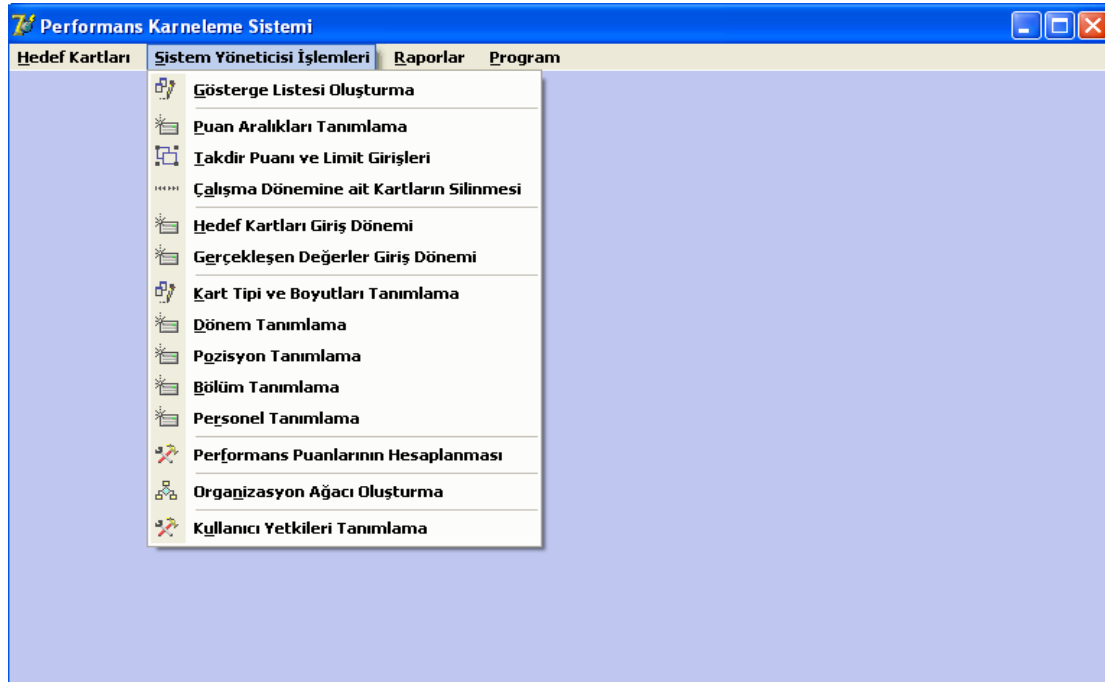 Performans Karneleme Sistemi
Hedef Kartları Sistem Yöneticisi İşlemleri Raporlar Program
Gösterge Listesi Oluşturma
Puan Aralıkları Tanımlama
Takdir Puanı ve Limit Girişleri
Çalışma Dönemine ait Kartların Silinmesi
Hedef Kartları Giriş Dönemi
Gerçekleşen Değerler Giriş Dönemi
Kart Tipi ve Boyutları Tanımlama
Dönem Tanımlama
Pozisyon Tanımlama
Bölüm Tanımlama
Personel Tanımlama
Performans Puanlarının Hesaplanması
Organizasyon Ağacı Oluşturma
Kullanıcı Yetkileri Tanımlama